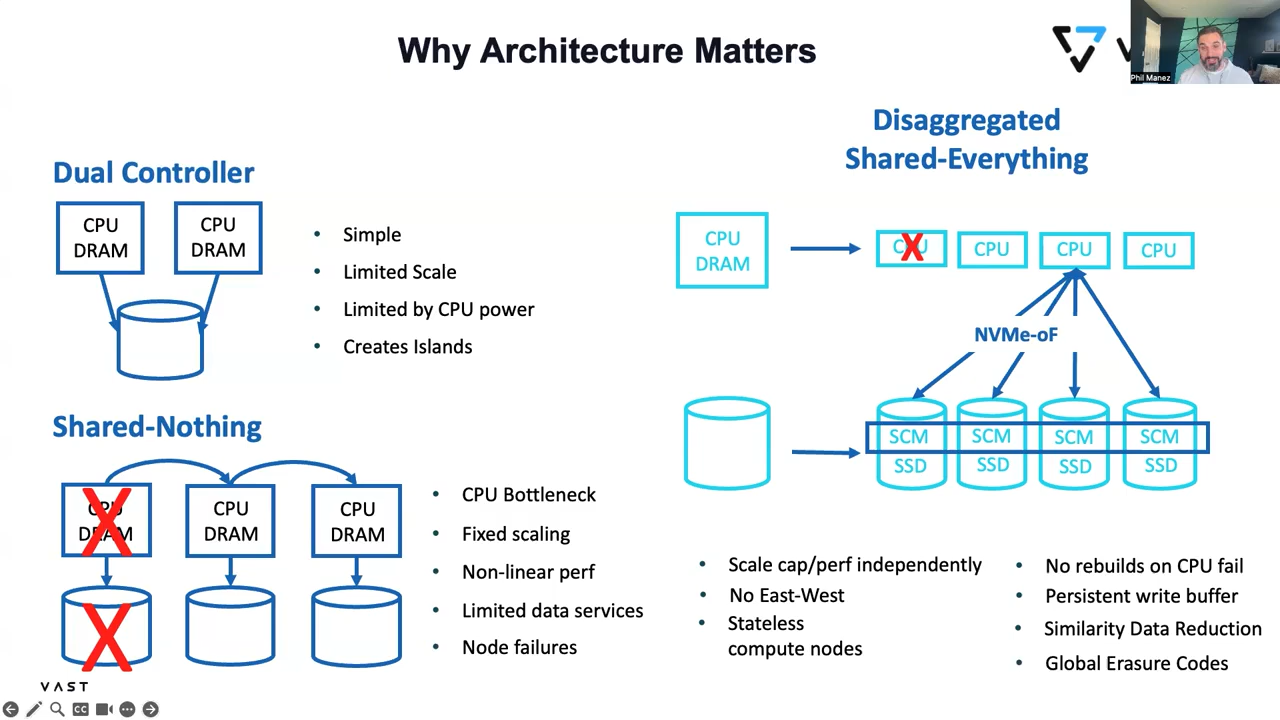 Why Architecture Matters
V
Phil Manez
Dual Controller
CPU
DRAM
CPU
DRAM
• Simple
• Limited Scale
• Limited by CPU power
• Creates Islands
Shared-Nothing
CPU
DRAM
CPU
DRAM
CPU
DRAM
• CPU Bottleneck
• Fixed scaling
• Non-linear perf
• Limited data services
• Node failures
Disaggregated
Shared-Everything
CPU
DRAM
CPU
CPU
CPU
CPU
NVMe-oF
SCM
SCM
SCM
SCM
SSD
SSD
SSD
SSD
• Scale cap/perf independently
• No East-West
• Stateless
compute nodes
• No rebuilds on CPU fail
• Persistent write buffer
• Similarity Data Reduction
• Global Erasure Codes
VAST
CC